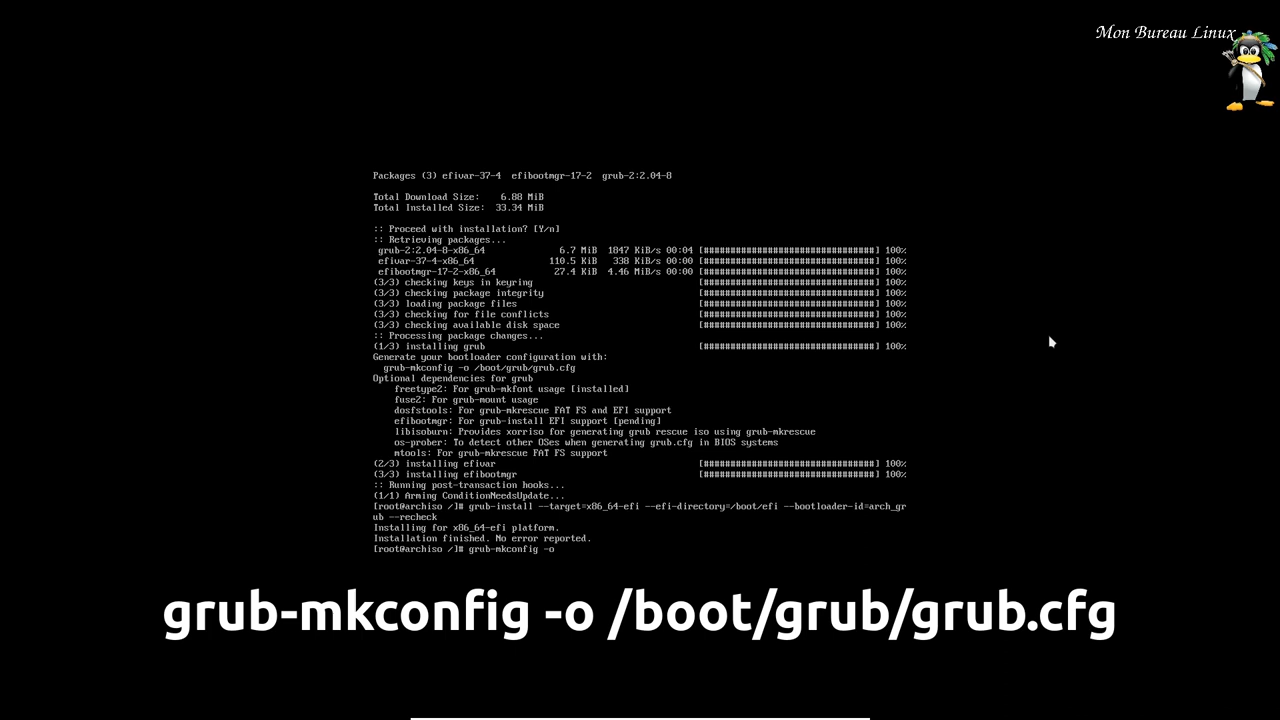 Mon Bureau Linux
Packages (3) efivar-37-4  efibootmgr-17-2  grub-2:2.04-8
Total Download Size:    6.88 MiB
Total Installed Size:  33.34 MiB
:: Proceed with installation? [Y/n]
:: Retrieving packages...
grub-2:2.04-8-x86_64    6.7 MiB  1847 KiB/s 00:04 [################################] 100%
efivar-37-4-x86_64    110.5 KiB   338 KiB/s 00:00 [################################] 100%
efibootmgr-17-2-x86_64    27.4 KiB  4.46 MiB/s 00:00 [################################] 100%
(3/3) checking keys in keyring    [################################] 100%
(3/3) checking package integrity    [################################] 100%
(3/3) loading package files    [################################] 100%
(3/3) checking for file conflicts    [################################] 100%
(3/3) checking available disk space    [################################] 100%
:: Processing package changes...
(1/3) installing grub    [################################] 100%
Generate your bootloader configuration with:
  grub-mkconfig -o /boot/grub/grub.cfg
Optional dependencies for grub
    freetype2: For grub-mkfont usage [installed]
    fuse2: For grub-mount usage
    dosfstools: For grub-mkrescue FAT FS and EFI support
    efibootmgr: For grub-install EFI support [pending]
    libisoburn: Provides xorriso for generating grub rescue iso using grub-mkrescue
    os-prober: To detect other OSes when generating grub.cfg in BIOS systems
    mtools: For grub-mkrescue FAT FS support
(2/3) installing efivar    [################################] 100%
(3/3) installing efibootmgr    [################################] 100%
:: Running post-transaction hooks...
(1/1) Arming ConditionNeedsUpdate...
[root@archiso /]# grub-install --target=x86_64-efi --efi-directory=/boot/efi --bootloader-id=arch_gr
ub --recheck
Installing for x86_64-efi platform.
Installation finished. No error reported.
[root@archiso /]# grub-mkconfig -o
grub-mkconfig -o /boot/grub/grub.cfg